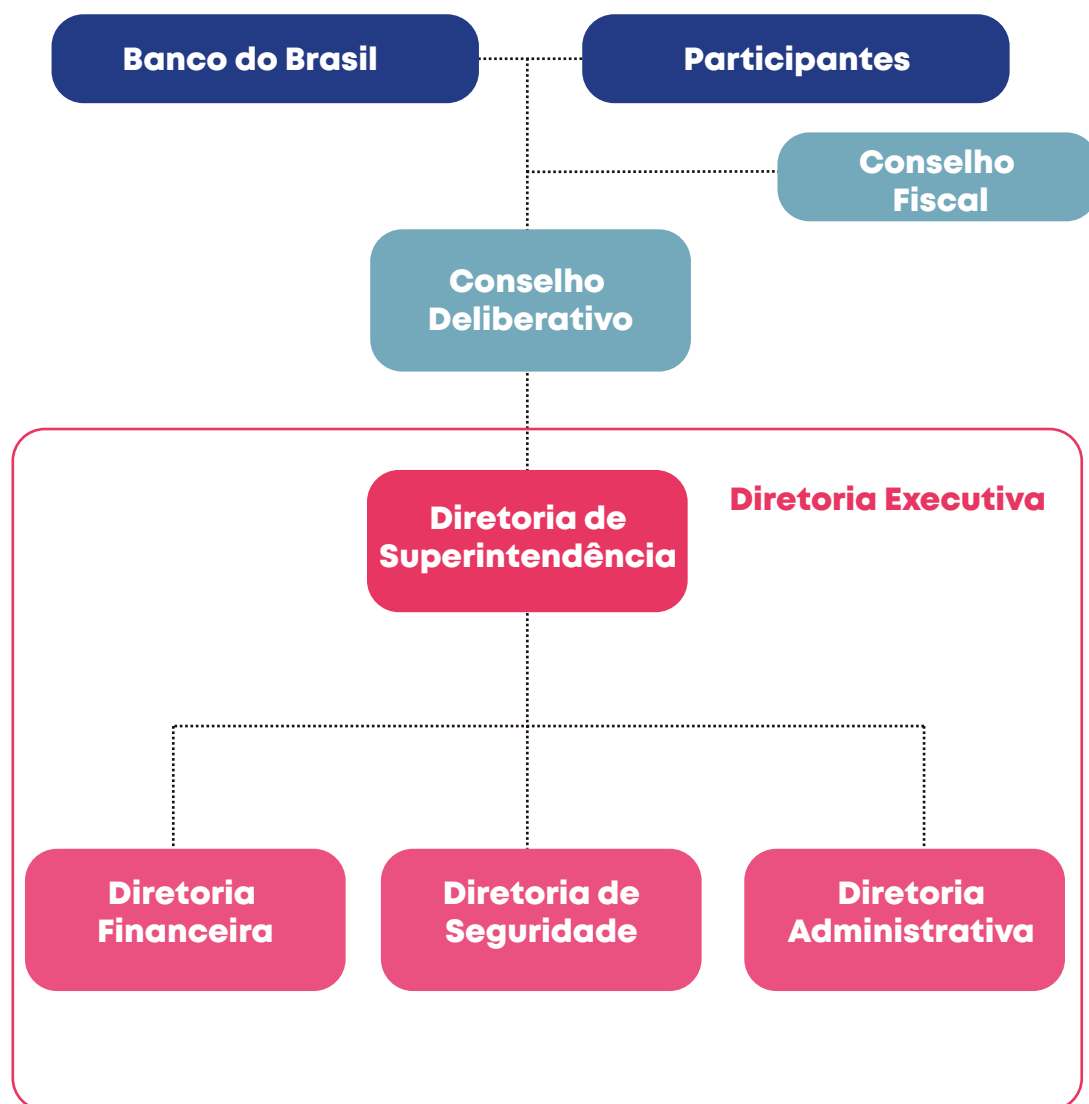 Banco do Brasil
Participantes
Conselho
Fiscal
Conselho
Deliberativo
Diretoria Executiva
Diretoria de
Superintendência
Diretoria
Financeira
Diretoria de
Seguridade
Diretoria
Administrativa